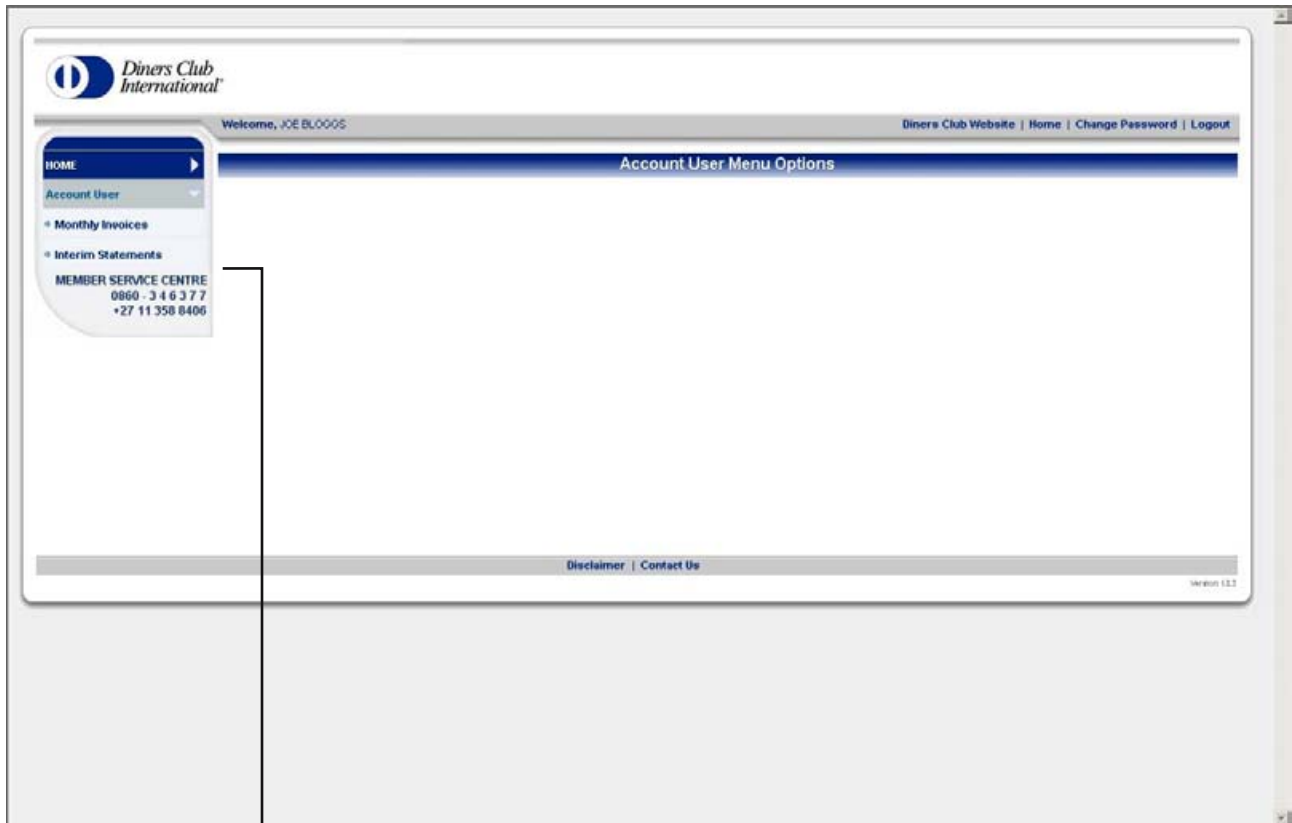 Diners Club
International
Welcome, JOE BLOGGS
Diners Club Website | Home | Change Password | Logout
HOME
Account User Menu Options
Account User
Monthly Invoices
Interim Statements
MEMBER SERVICE CENTRE
0860 - 3 4 6 3 7 7
+27 11 358 8406
Disclaimer | Contact Us
Version